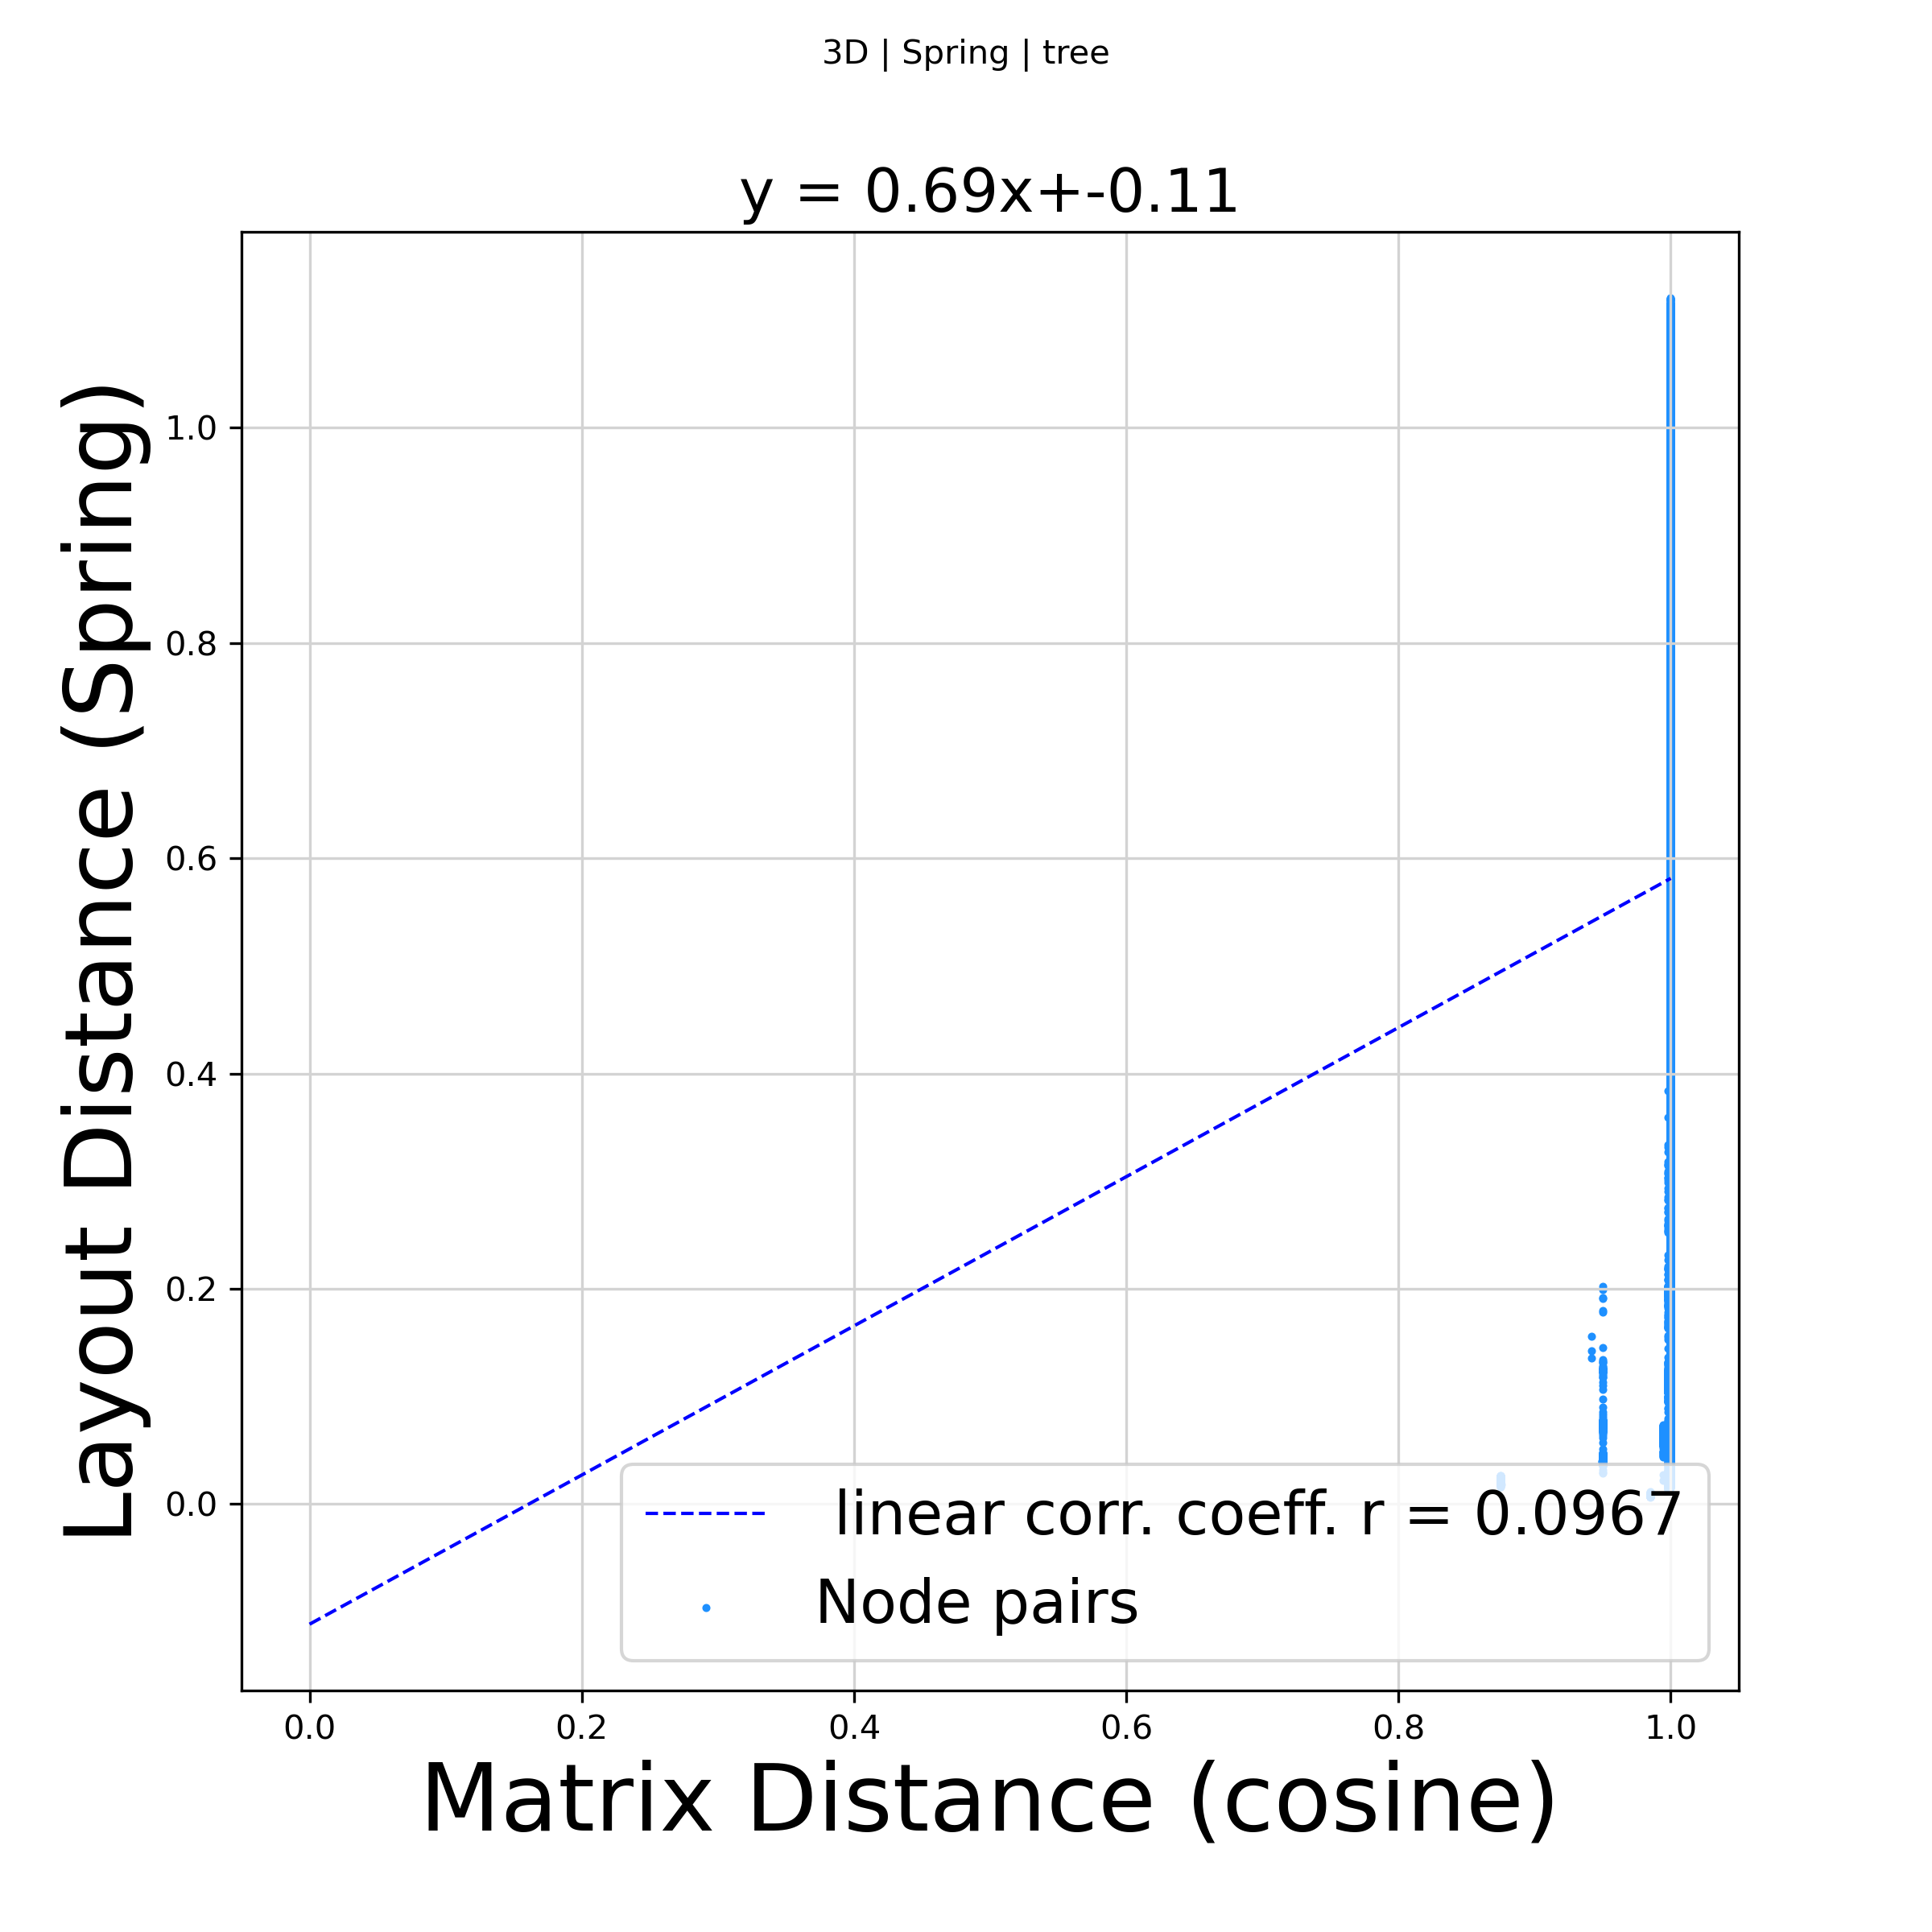 3D | Spring | tree
y = 0.69x+-0.11
Layout Distance (Spring)
1.0
0.8
0.6
0.4
0.2
0.0
linear corr. coeff. r = 0.0967
Node pairs
0.0 0.2 0.4 0.6 0.8 1.0
Matrix Distance (cosine)